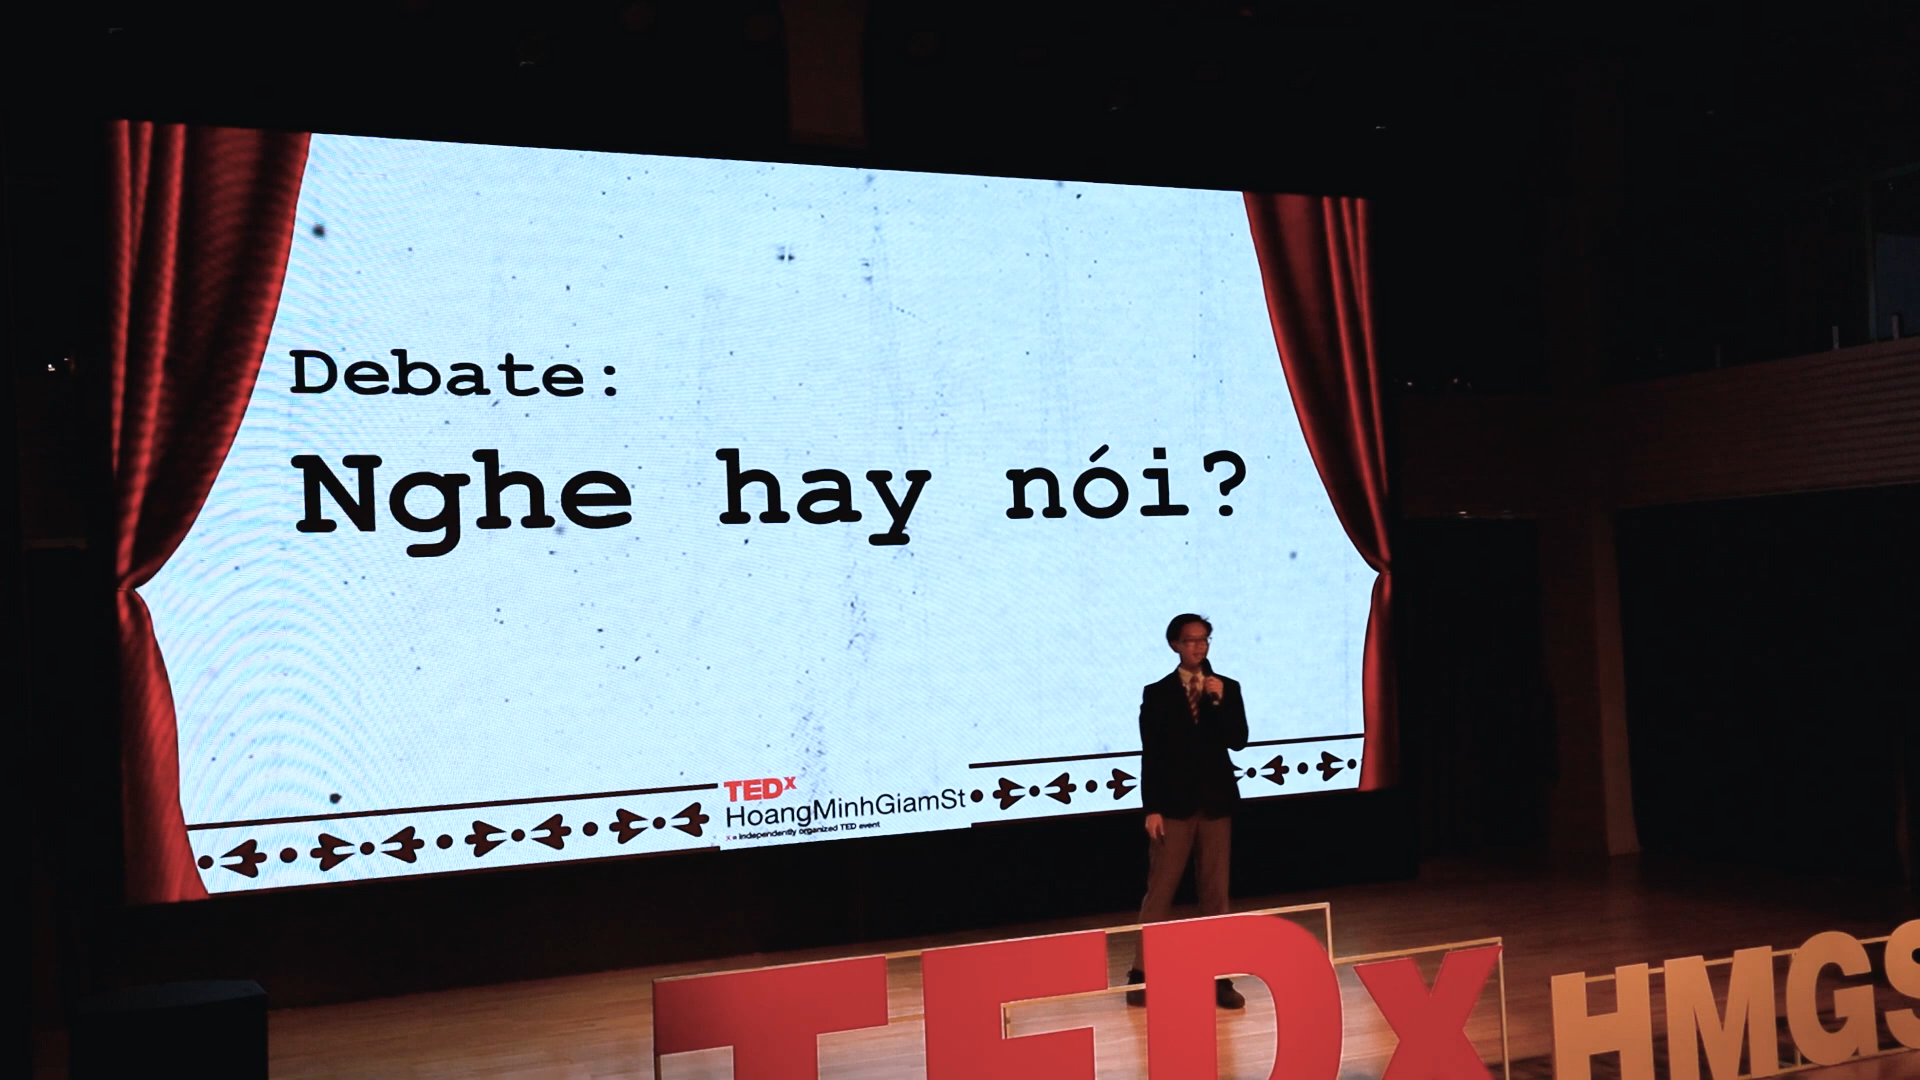 Debate:
Nghe hay nói?
TEDx
HoangMinhGiamSt
x = independently organized TED event
TEDx HMGS